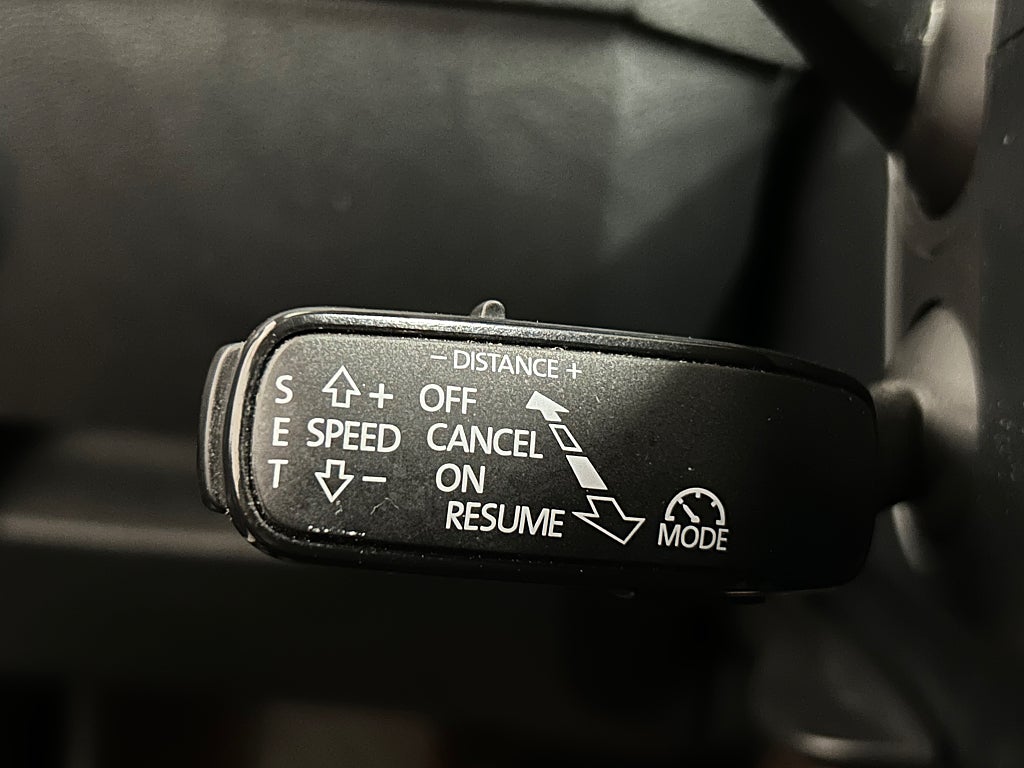 - DISTANCE +
S + OFF
E SPEED CANCEL
T - ON
RESUME
MODE